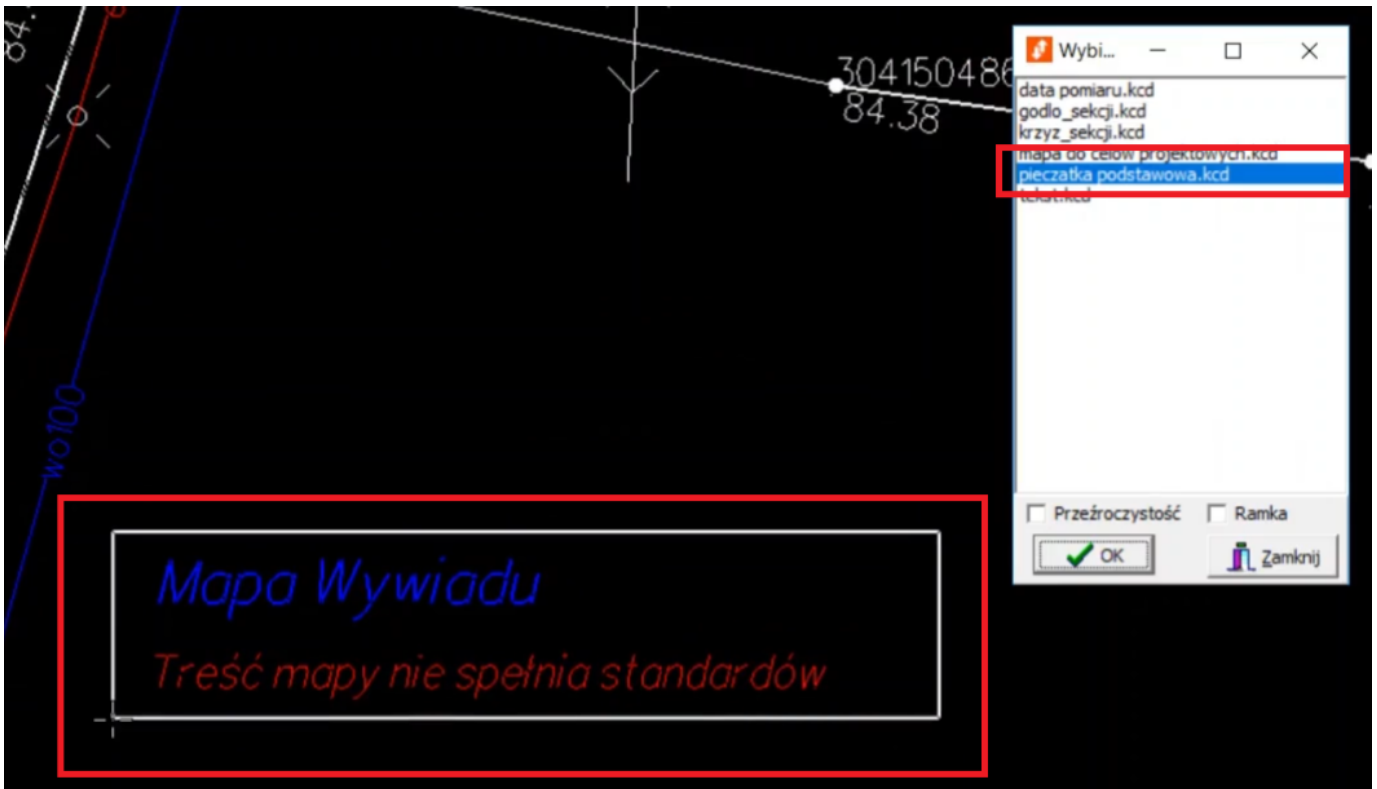 84.
304150486
84.38
wo100
Mapa Wywiadu
Treść mapy nie spełnia standardów
Wybi...
data pomiaru.kcd
godlo_sekcji.kcd
krzyz_sekcji.kcd
mapa do celow projektowych.kcd
pieczatka podstawowa.kcd
tekst.kcd
Przeźroczystość Ramka
OK Zamknij